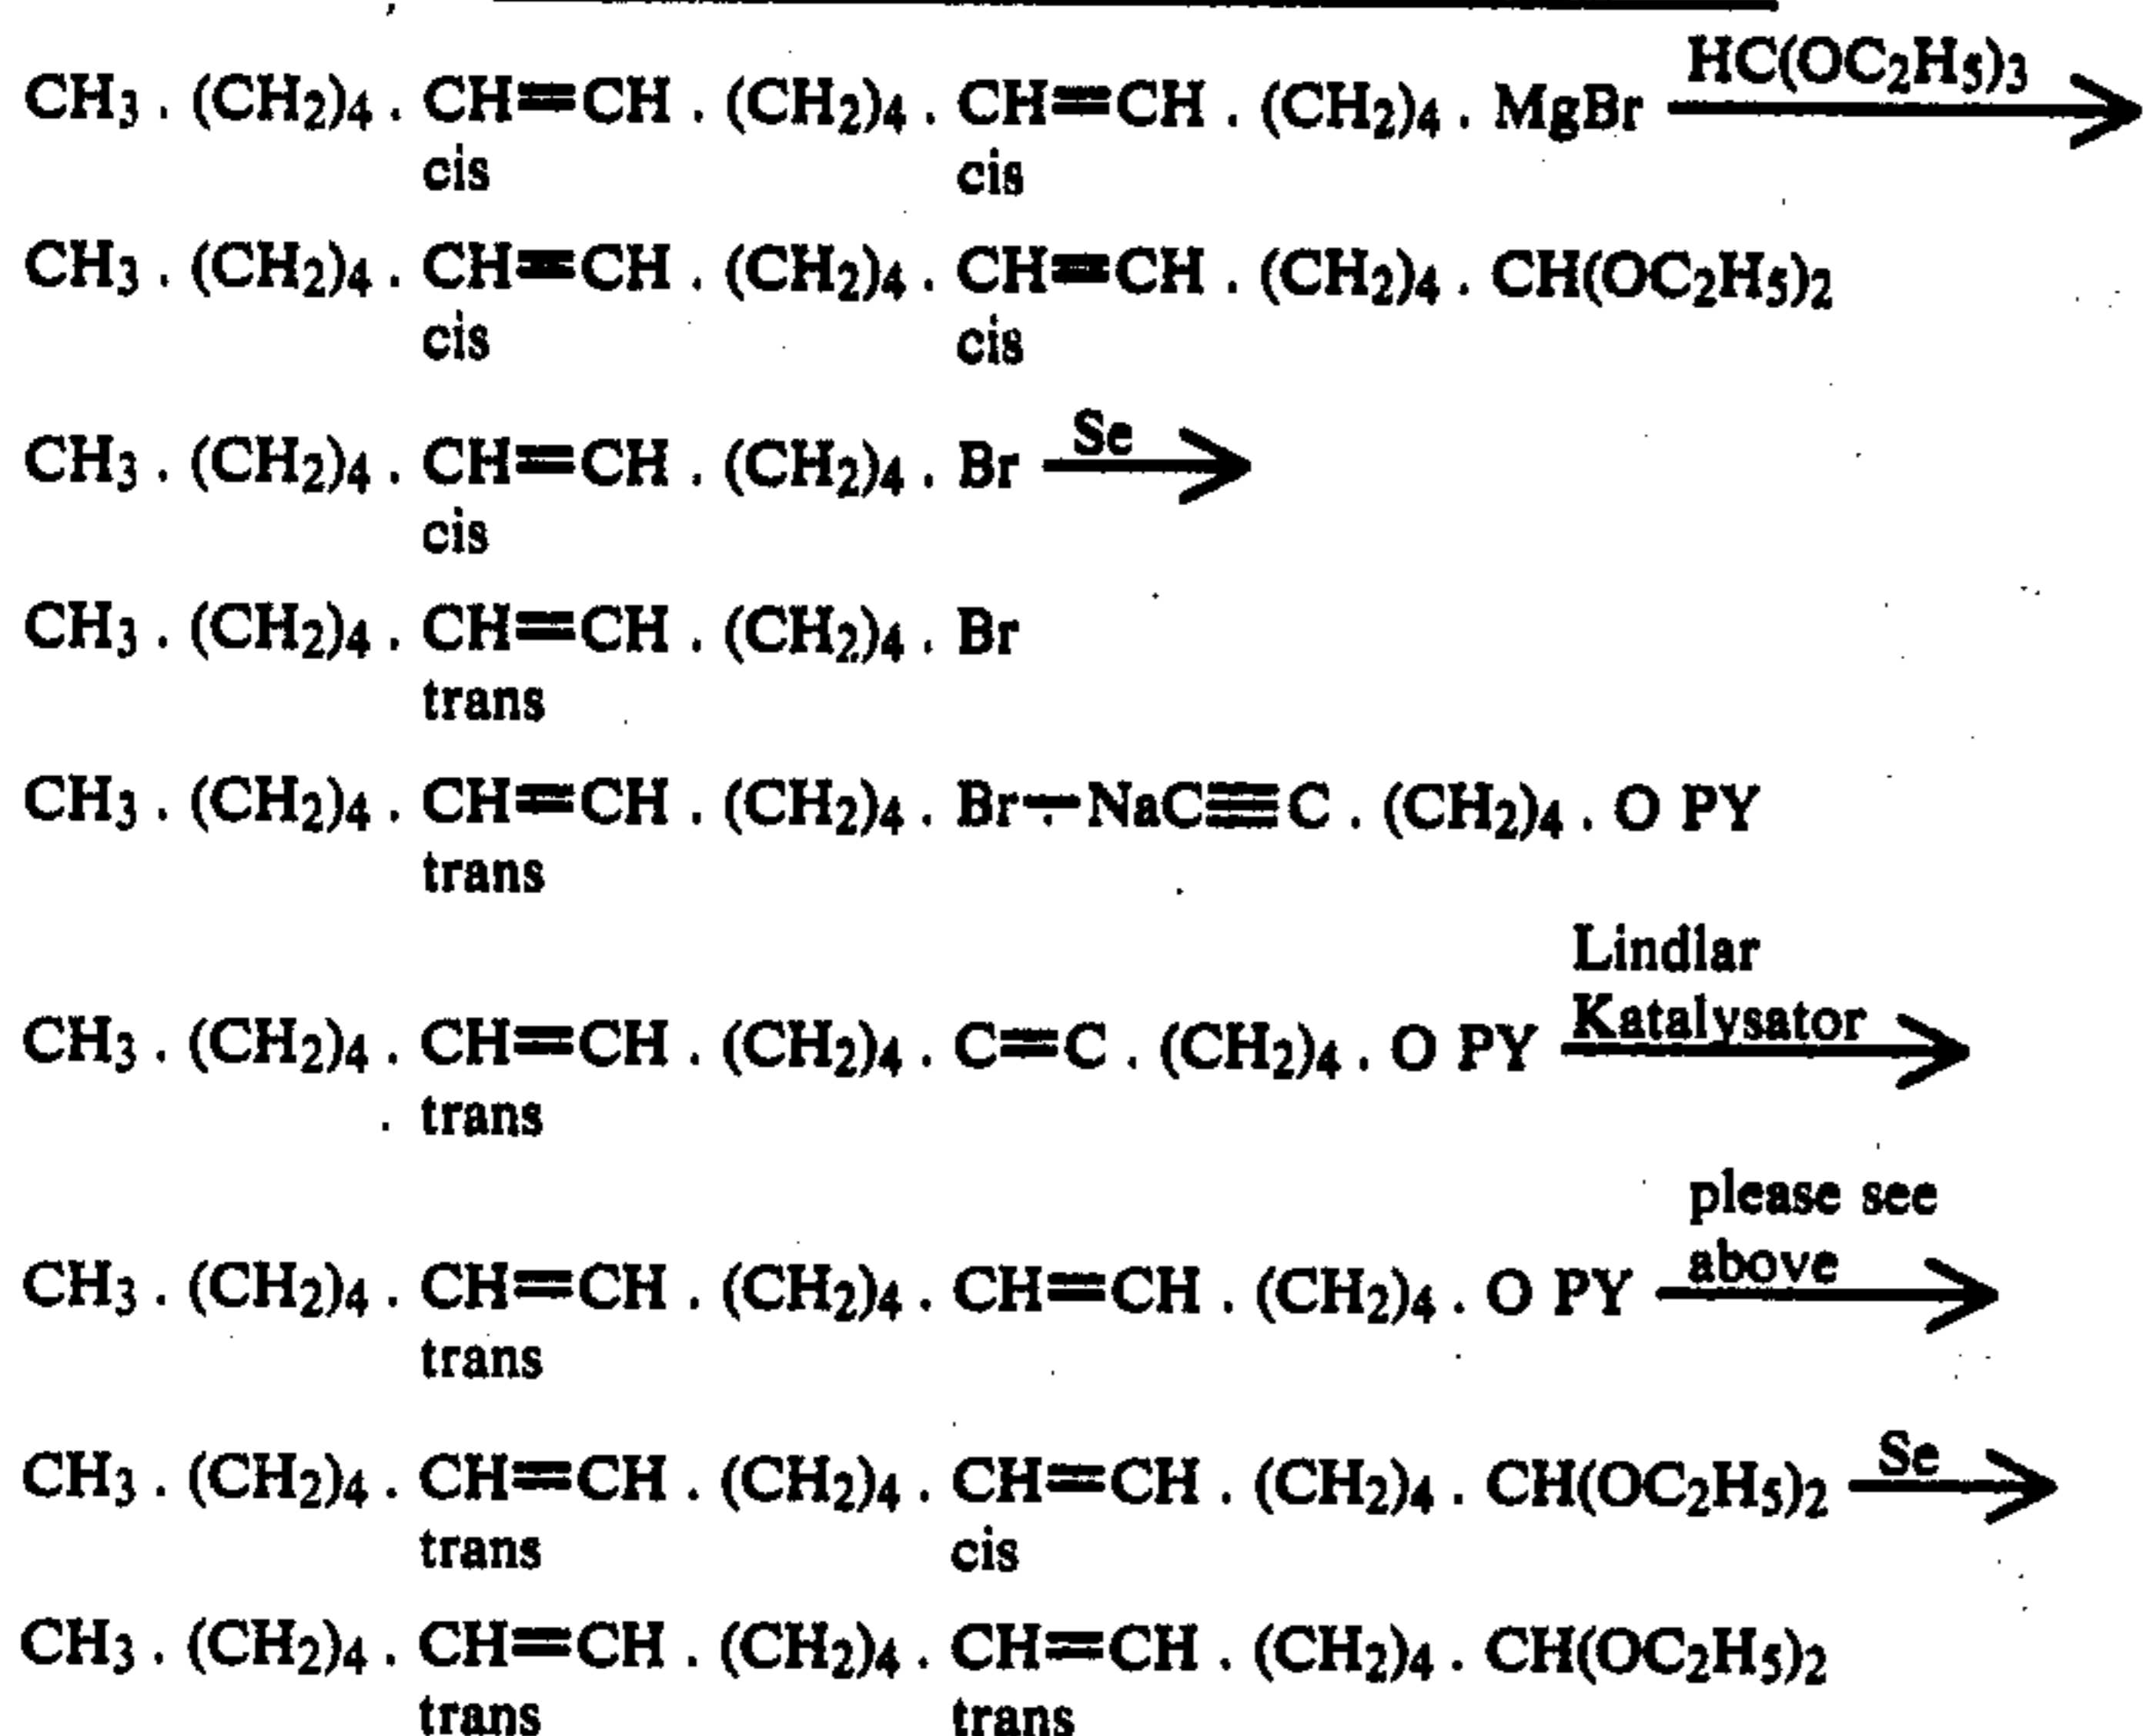 HC(OC₂H₅)₃
CH₃ . (CH₂)₄ . CH=CH . (CH₂)₄ . CH=CH . (CH₂)₄ . MgBr ⟶
cis cis
CH₃ . (CH₂)₄ . CH=CH . (CH₂)₄ . CH=CH . (CH₂)₄ . CH(OC₂H₅)₂
cis cis
Se
CH₃ . (CH₂)₄ . CH=CH . (CH₂)₄ . Br ⟶
cis
CH₃ . (CH₂)₄ . CH=CH . (CH₂)₄ . Br
trans
CH₃ . (CH₂)₄ . CH=CH . (CH₂)₄ . Br—NaC≡C . (CH₂)₄ . O PY
trans
Lindlar
Katalysator
CH₃ . (CH₂)₄ . CH=CH . (CH₂)₄ . C=C . (CH₂)₄ . O PY ⟶
trans
please see
above
CH₃ . (CH₂)₄ . CH=CH . (CH₂)₄ . CH=CH . (CH₂)₄ . O PY ⟶
trans
Se
CH₃ . (CH₂)₄ . CH=CH . (CH₂)₄ . CH=CH . (CH₂)₄ . CH(OC₂H₅)₂ ⟶
trans cis
CH₃ . (CH₂)₄ . CH=CH . (CH₂)₄ . CH=CH . (CH₂)₄ . CH(OC₂H₅)₂
trans trans